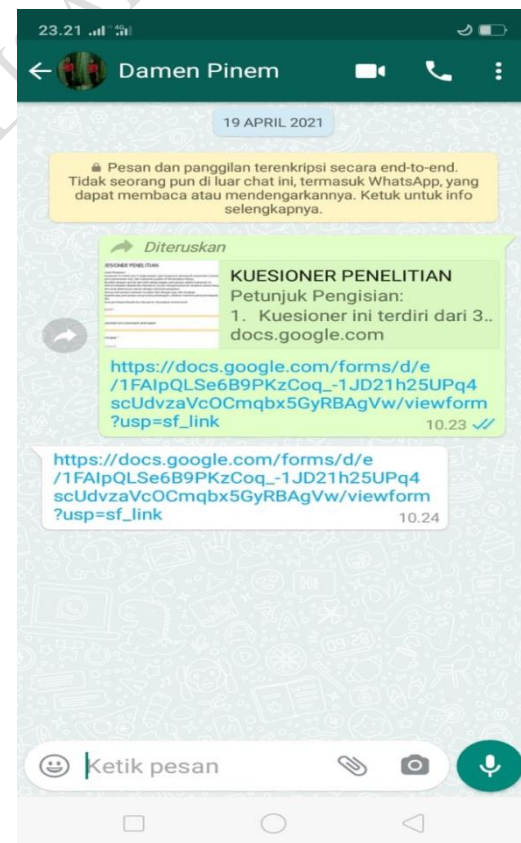 23.21
Damen Pinem
19 APRIL 2021
Pesan dan panggilan terenkripsi secara end-to-end.
Tidak seorang pun di luar chat ini, termasuk WhatsApp, yang
dapat membaca atau mendengarkannya. Ketuk untuk info
selengkapnya.
Diteruskan
KUESIONER PENELITIAN
Petunjuk Pengisian:
1. Kuesioner ini terdiri dari 3..
docs.google.com
https://docs.google.com/forms/d/e
/1FAIpQLSe6B9PKzCoq_-1JD21h25UPq4
scUdvzaVcOCmqbx5GyRBAgVw/viewform
?usp=sf_link
10.23
https://docs.google.com/forms/d/e
/1FAIpQLSe6B9PKzCoq_-1JD21h25UPq4
scUdvzaVcOCmqbx5GyRBAgVw/viewform
?usp=sf_link
10.24
Ketik pesan